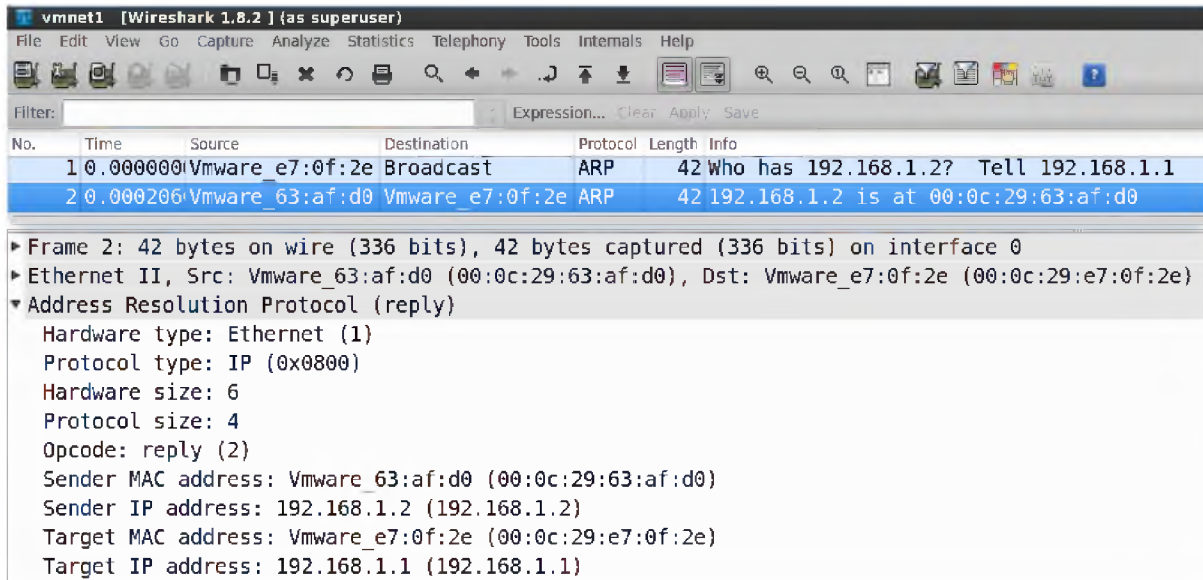 vmnet1 [Wireshark 1.8.2 ] (as superuser)
File Edit View Go Capture Analyze Statistics Telephony Tools Internals Help
Filter: Expression... Clear Apply Save
No. Time Source Destination Protocol Length Info
1 0.0000000 Vmware_e7:0f:2e Broadcast ARP 42 Who has 192.168.1.2? Tell 192.168.1.1
2 0.000206 Vmware_63:af:d0 Vmware_e7:0f:2e ARP 42 192.168.1.2 is at 00:0c:29:63:af:d0
Frame 2: 42 bytes on wire (336 bits), 42 bytes captured (336 bits) on interface 0
Ethernet II, Src: Vmware_63:af:d0 (00:0c:29:63:af:d0), Dst: Vmware_e7:0f:2e (00:0c:29:e7:0f:2e)
Address Resolution Protocol (reply)
Hardware type: Ethernet (1)
Protocol type: IP (0x0800)
Hardware size: 6
Protocol size: 4
Opcode: reply (2)
Sender MAC address: Vmware_63:af:d0 (00:0c:29:63:af:d0)
Sender IP address: 192.168.1.2 (192.168.1.2)
Target MAC address: Vmware_e7:0f:2e (00:0c:29:e7:0f:2e)
Target IP address: 192.168.1.1 (192.168.1.1)